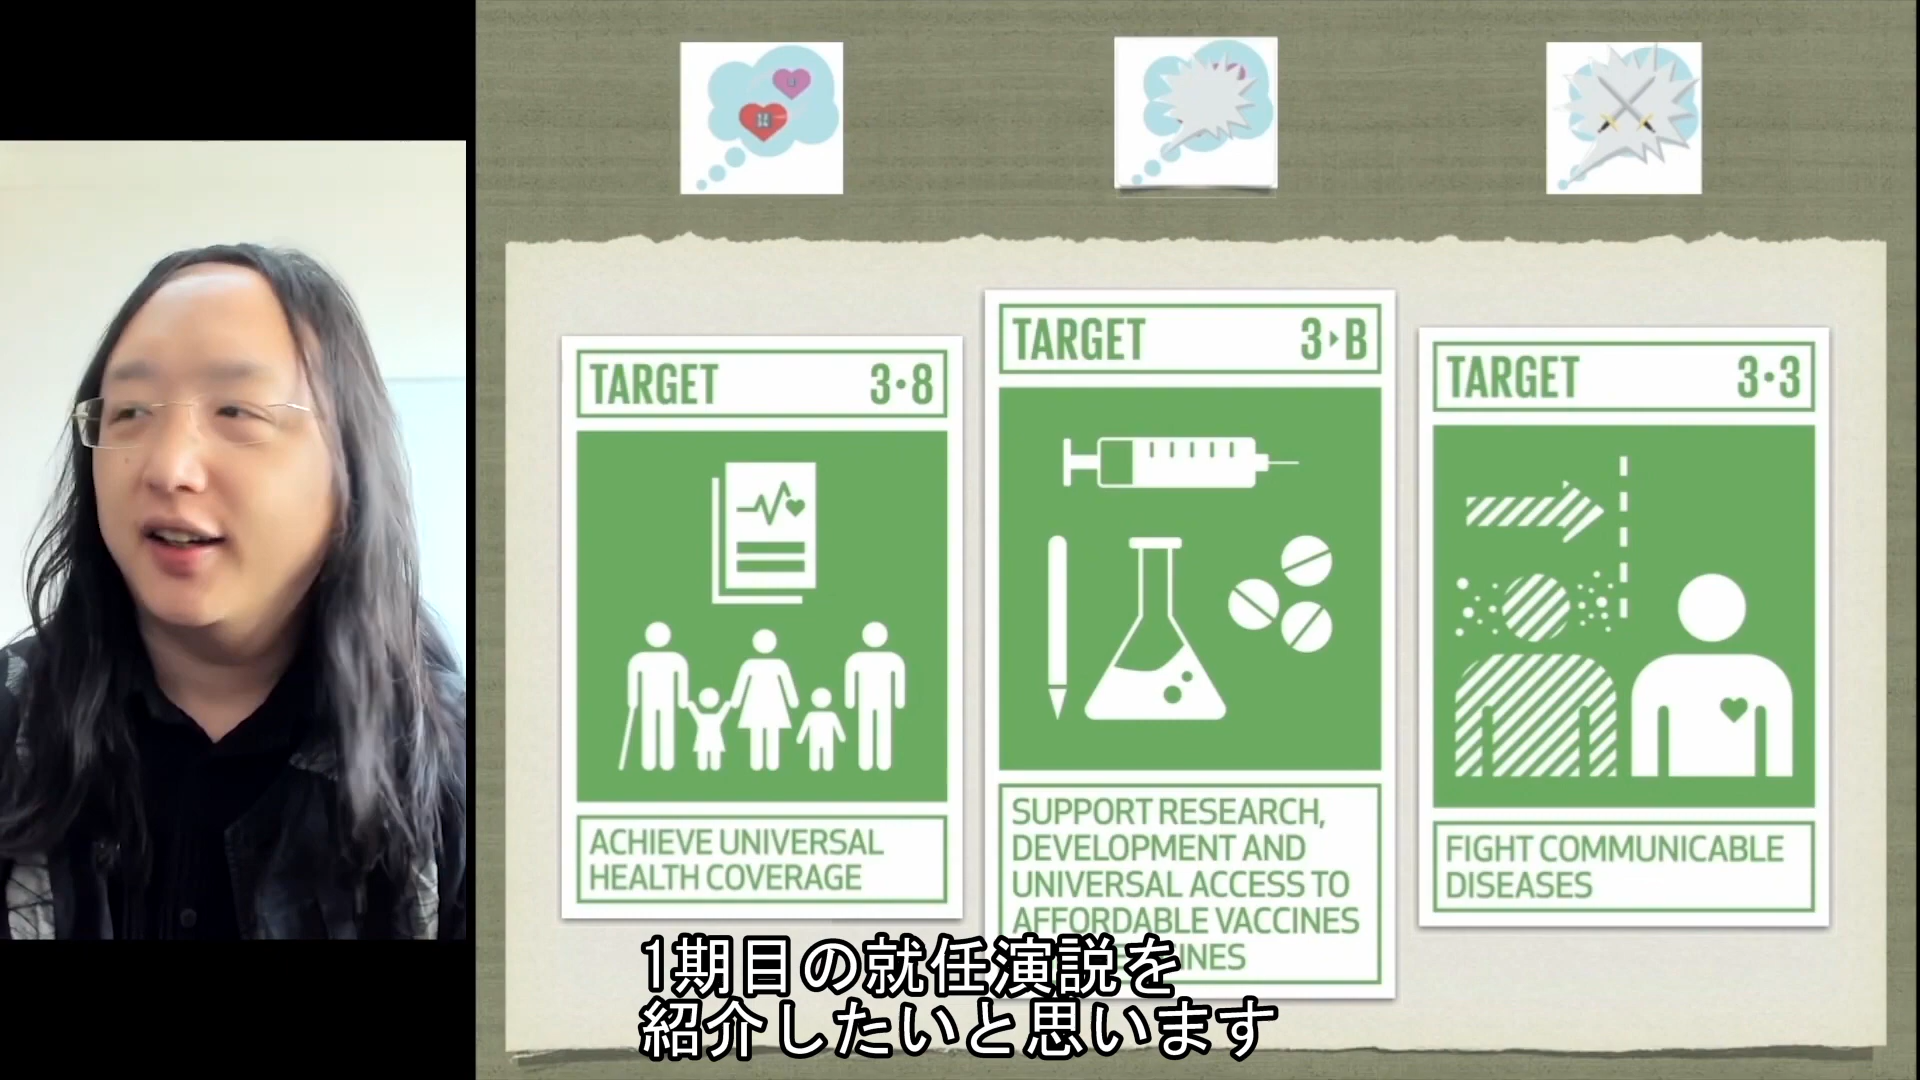 TARGET 3•8
ACHIEVE UNIVERSAL
HEALTH COVERAGE
TARGET 3▸B
SUPPORT RESEARCH,
DEVELOPMENT AND
UNIVERSAL ACCESS TO
AFFORDABLE VACCINES
TARGET 3•3
FIGHT COMMUNICABLE
DISEASES
1期目の就任演説を
紹介したいと思います